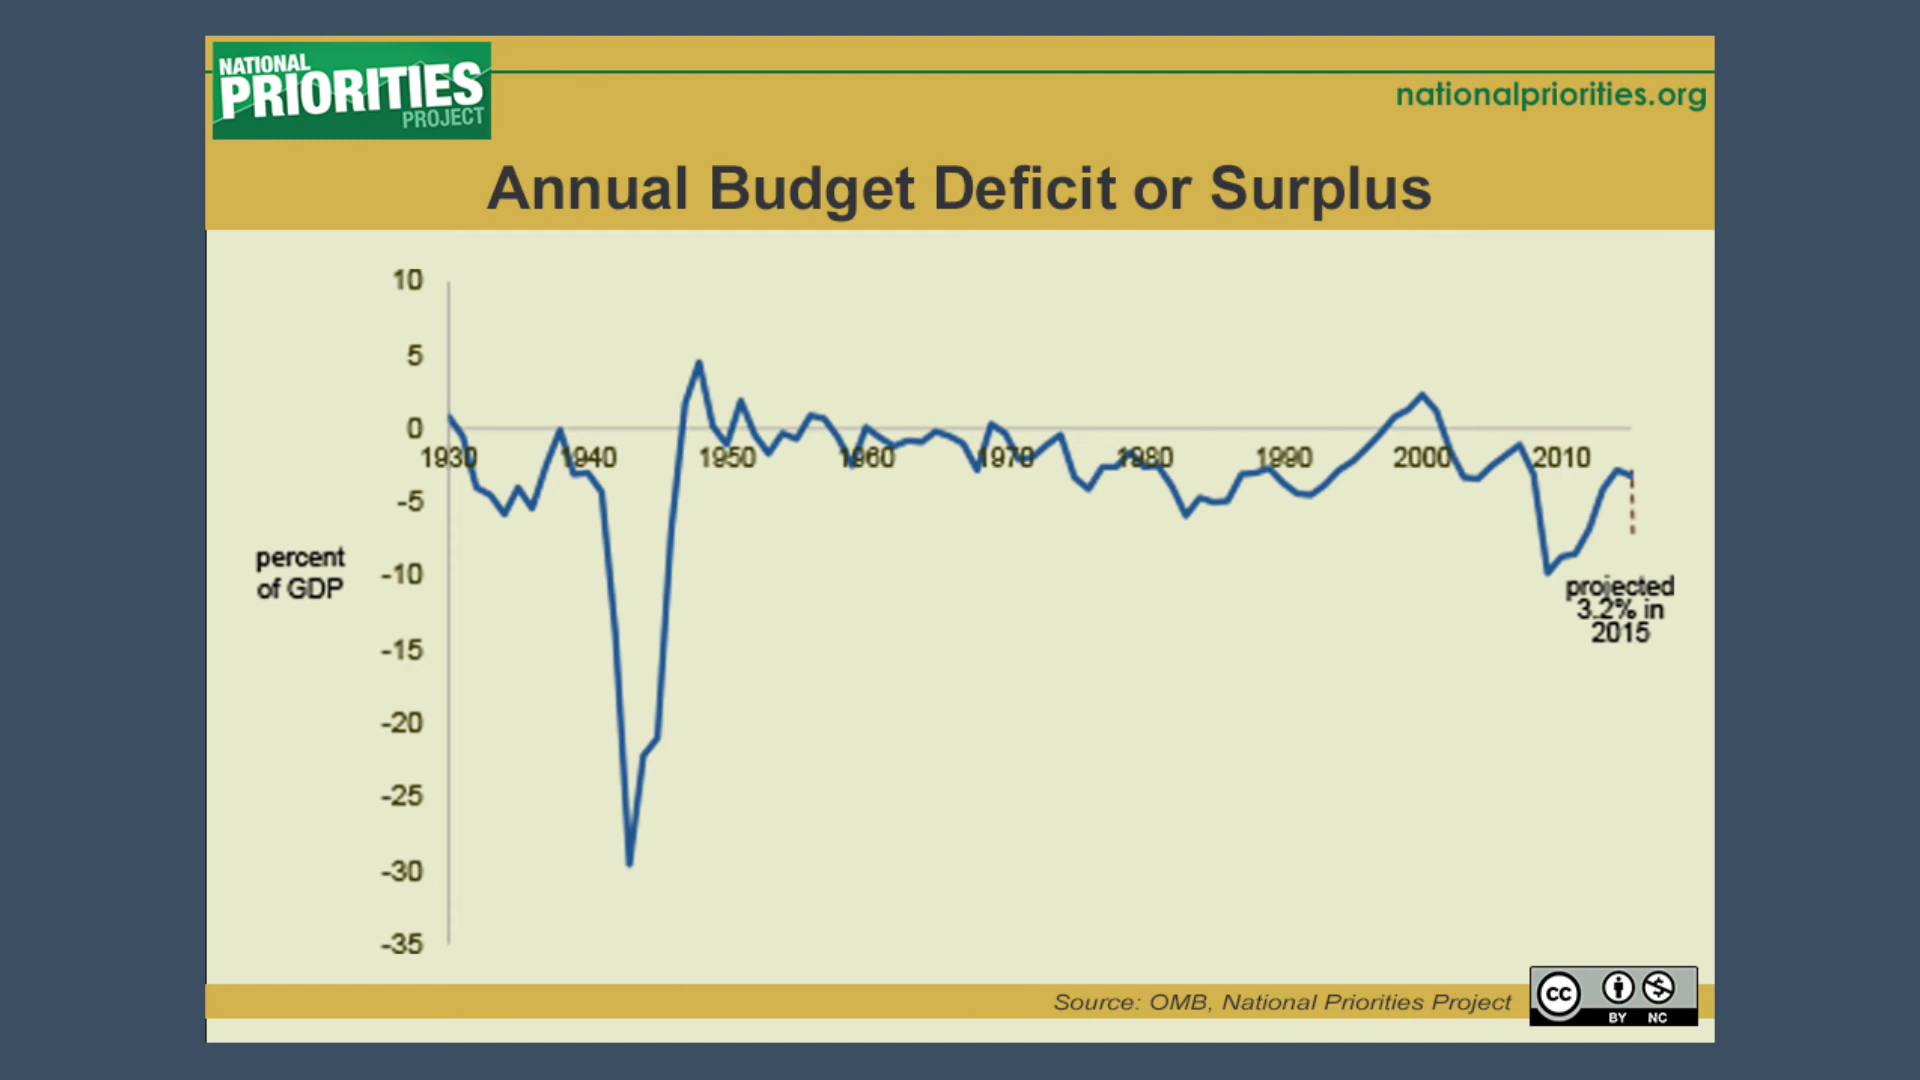 NATIONAL
PRIORITIES
PROJECT
nationalpriorities.org
Annual Budget Deficit or Surplus
10
5
0
1930 1940 1950 1960 1970 1980 1990 2000 2010
-5
percent
of GDP
-10
projected
3.2% in
2015
-15
-20
-25
-30
-35
Source: OMB, National Priorities Project
cc
BY NC